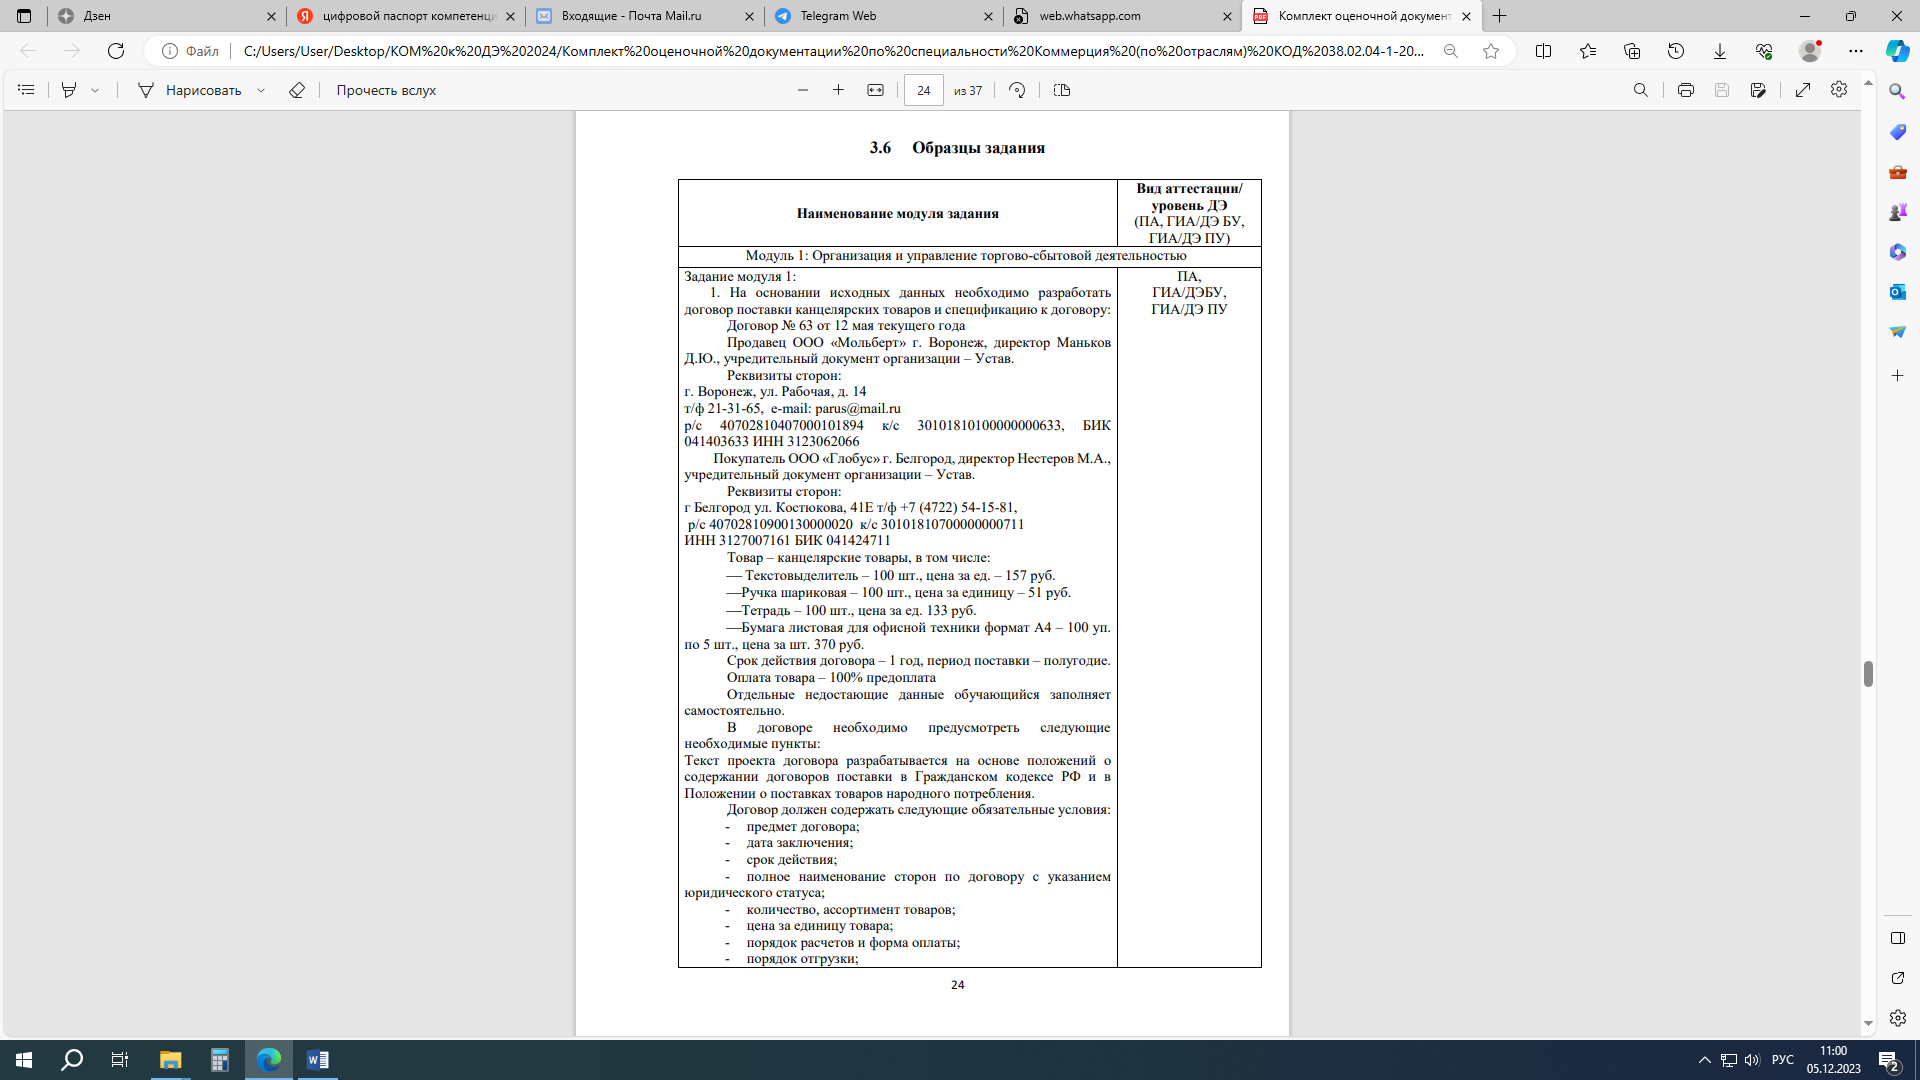 Дзен
цифровой паспорт компетенци
Входящие - Почта Mail.ru
Telegram Web
web.whatsapp.com
Комплект оценочной документ
Файл
C:/Users/User/Desktop/КОМ%20к%20ДЭ%202024/Комплект%20оценочной%20документации%20по%20специальности%20Коммерция%20(по%20отраслям)%20КОД%2038.02.04-1-20...
Нарисовать
Прочесть вслух
24
из 37
3.6 Образцы задания
Наименование модуля задания
Вид аттестации/
уровень ДЭ
(ПА, ГИА/ДЭ БУ,
ГИА/ДЭ ПУ)
Модуль 1: Организация и управление торгово-сбытовой деятельностью
Задание модуля 1:
1. На основании исходных данных необходимо разработать
договор поставки канцелярских товаров и спецификацию к договору:
Договор № 63 от 12 мая текущего года
Продавец ООО «Мольберт» г. Воронеж, директор Маньков
Д.Ю., учредительный документ организации – Устав.
Реквизиты сторон:
г. Воронеж, ул. Рабочая, д. 14
т/ф 21-31-65, e-mail: parus@mail.ru
р/с 40702810407000101894 к/с 30101810100000000633, БИК
041403633 ИНН 3123062066
Покупатель ООО «Глобус» г. Белгород, директор Нестеров М.А.,
учредительный документ организации – Устав.
Реквизиты сторон:
г Белгород ул. Костюкова, 41Е т/ф +7 (4722) 54-15-81,
р/с 40702810900130000020 к/с 30101810700000000711
ИНН 3127007161 БИК 041424711
Товар – канцелярские товары, в том числе:
— Текстовыделитель – 100 шт., цена за ед. – 157 руб.
—Ручка шариковая – 100 шт., цена за единицу – 51 руб.
—Тетрадь – 100 шт., цена за ед. 133 руб.
—Бумага листовая для офисной техники формат А4 – 100 уп.
по 5 шт., цена за шт. 370 руб.
Срок действия договора – 1 год, период поставки – полугодие.
Оплата товара – 100% предоплата
Отдельные недостающие данные обучающийся заполняет
самостоятельно.
В договоре необходимо предусмотреть следующие
необходимые пункты:
Текст проекта договора разрабатывается на основе положений о
содержании договоров поставки в Гражданском кодексе РФ и в
Положении о поставках товаров народного потребления.
Договор должен содержать следующие обязательные условия:
- предмет договора;
- дата заключения;
- срок действия;
- полное наименование сторон по договору с указанием
юридического статуса;
- количество, ассортимент товаров;
- цена за единицу товара;
- порядок расчетов и форма оплаты;
- порядок отгрузки;
ПА,
ГИА/ДЭБУ,
ГИА/ДЭ ПУ
24
РУС
11:00
05.12.2023
2